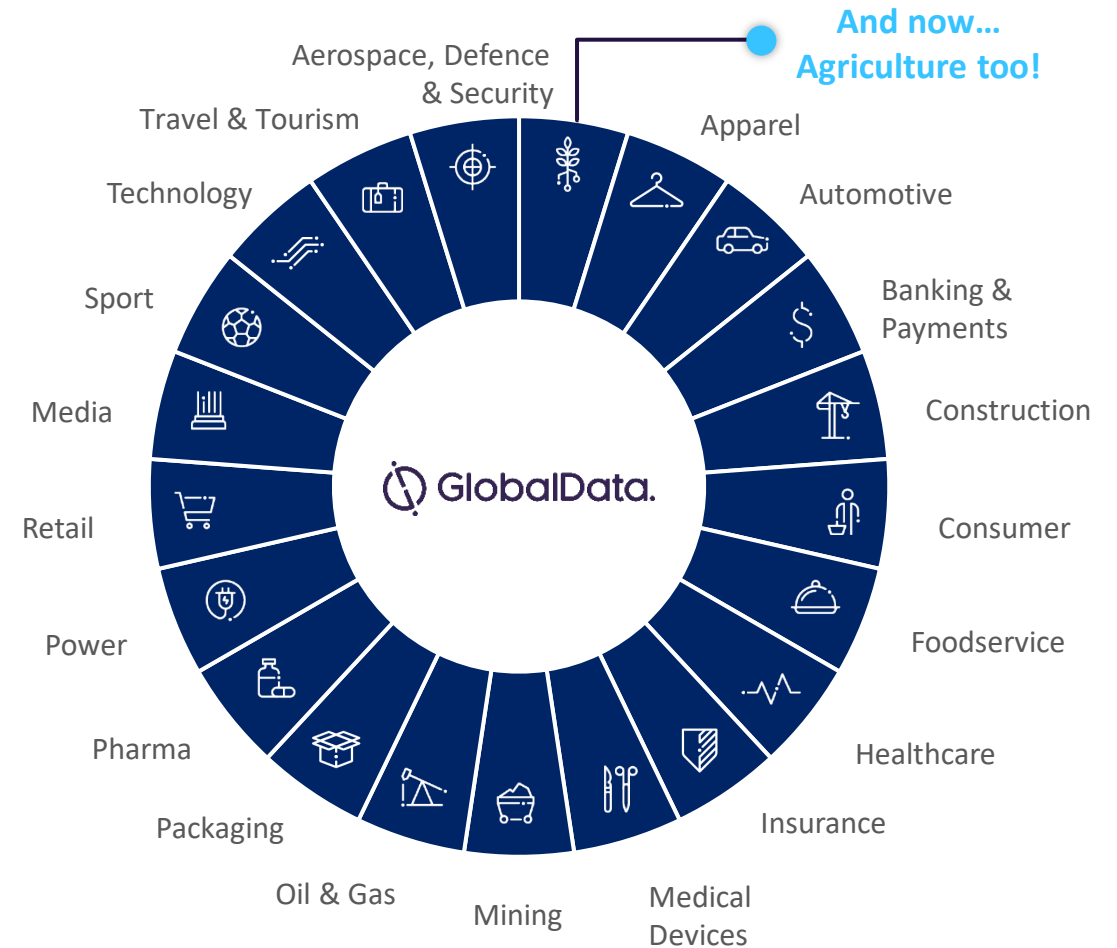 And now…
Agriculture too!
Aerospace, Defence
& Security
Apparel
Travel & Tourism
Automotive
Technology
Banking &
Payments
Sport
Construction
Media
GlobalData.
Consumer
Retail
Foodservice
Power
Healthcare
Pharma
Insurance
Packaging
Medical
Devices
Oil & Gas
Mining